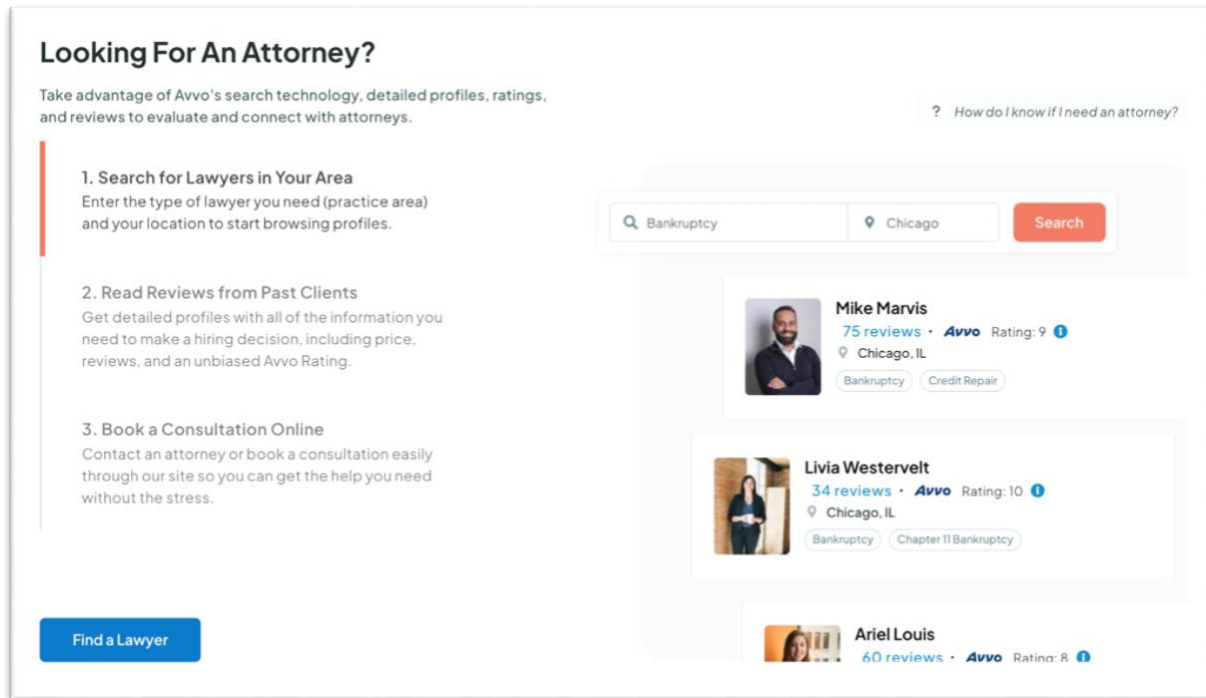 Looking For An Attorney?
Take advantage of Avvo's search technology, detailed profiles, ratings,
and reviews to evaluate and connect with attorneys.
? How do I know if I need an attorney?
1. Search for Lawyers in Your Area
Enter the type of lawyer you need (practice area)
and your location to start browsing profiles.
2. Read Reviews from Past Clients
Get detailed profiles with all of the information you
need to make a hiring decision, including price,
reviews, and an unbiased Avvo Rating.
3. Book a Consultation Online
Contact an attorney or book a consultation easily
through our site so you can get the help you need
without the stress.
Find a Lawyer
Bankruptcy Chicago Search
Mike Marvis
75 reviews · Avvo Rating: 9 i
Chicago, IL
Bankruptcy Credit Repair
Livia Westervelt
34 reviews · Avvo Rating: 10 i
Chicago, IL
Bankruptcy Chapter 11 Bankruptcy
Ariel Louis
60 reviews · Avvo Rating: 8 i